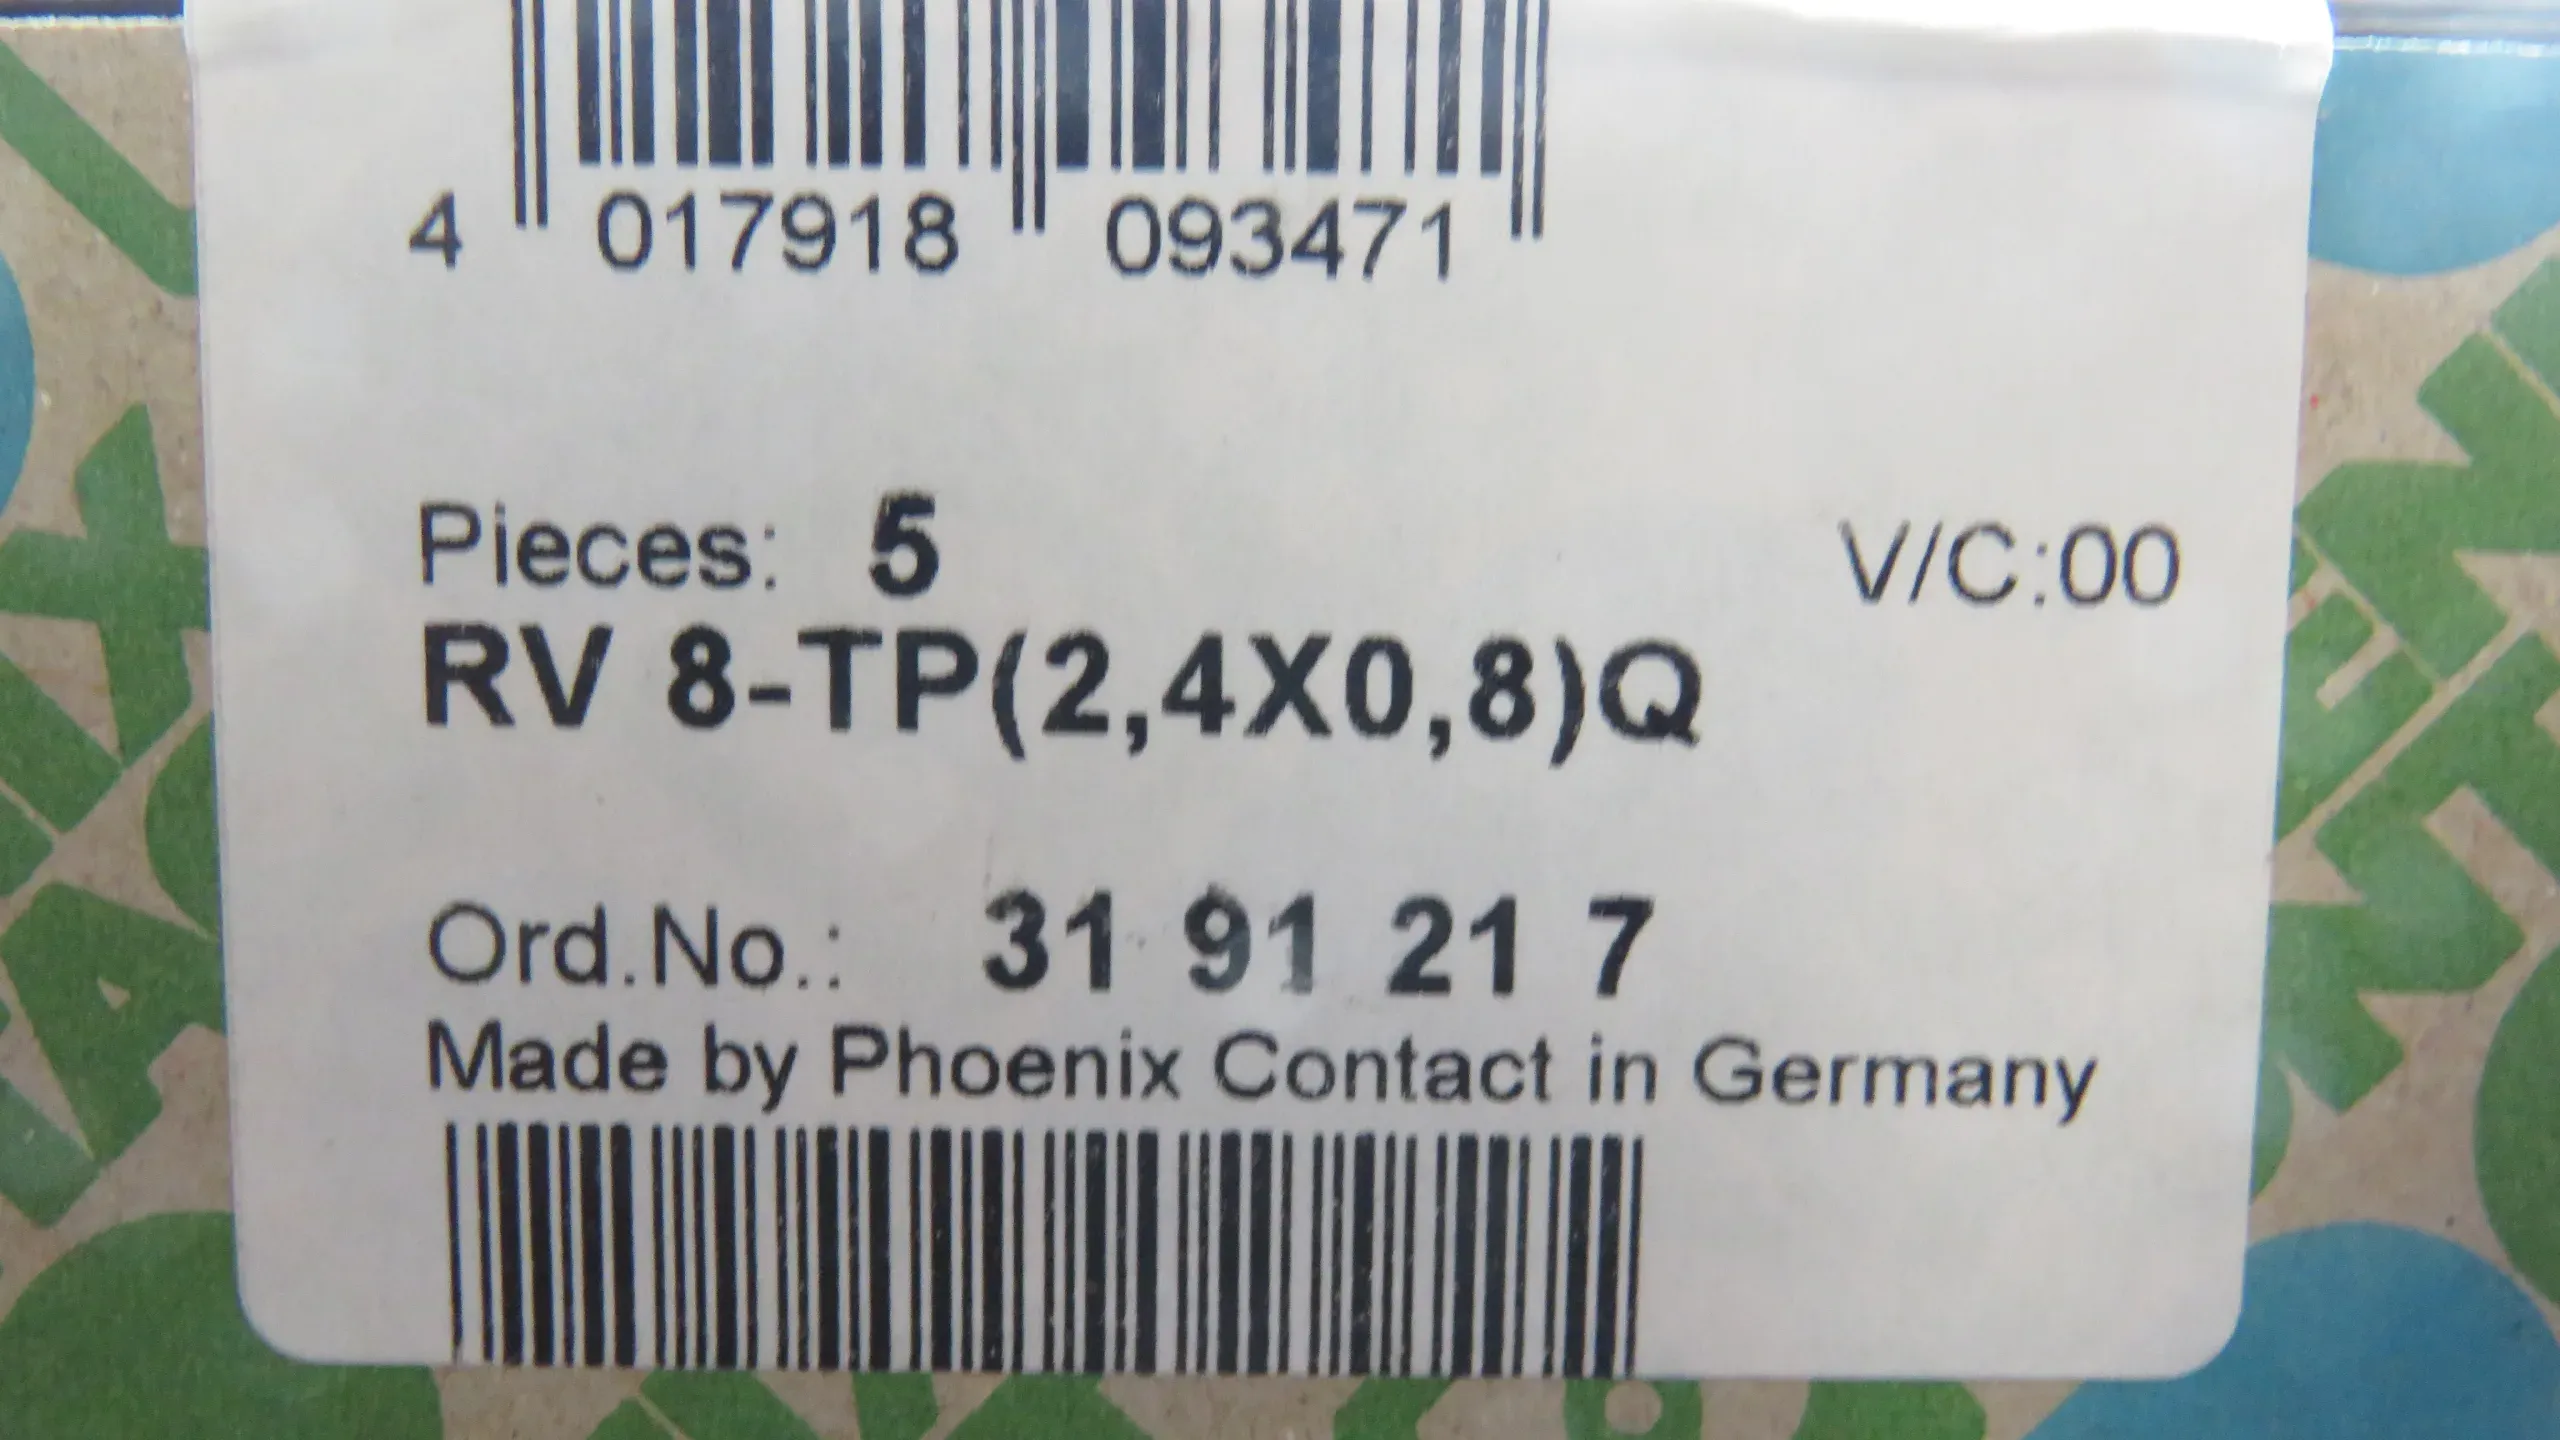 4 017918 093471
Pieces: 5 V/C:00
RV 8-TP(2,4X0,8)Q
Ord.No.: 31 91 21 7
Made by Phoenix Contact in Germany